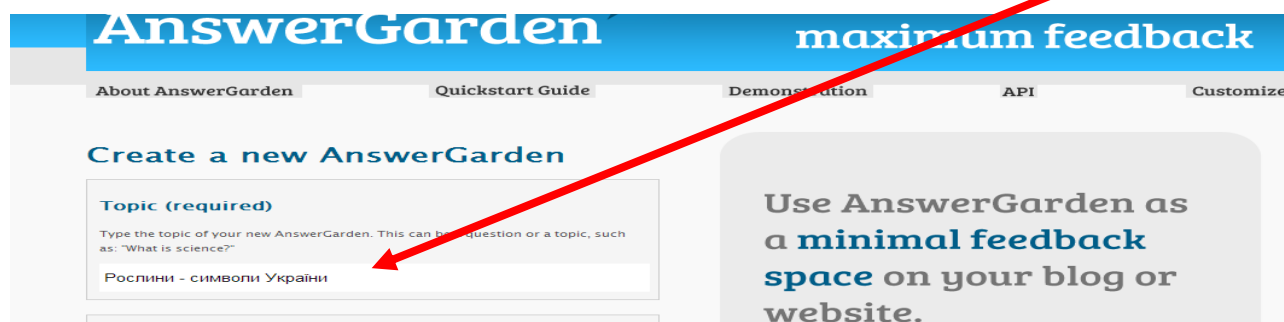 AnswerGarden
maximum feedback
About AnswerGarden Quickstart Guide Demonstration API Customize
Create a new AnswerGarden
Topic (required)
Type the topic of your new AnswerGarden. This can be a question or a topic, such
as: "What is science?"
Рослини - символи України
Use AnswerGarden as
a minimal feedback
space on your blog or
website.